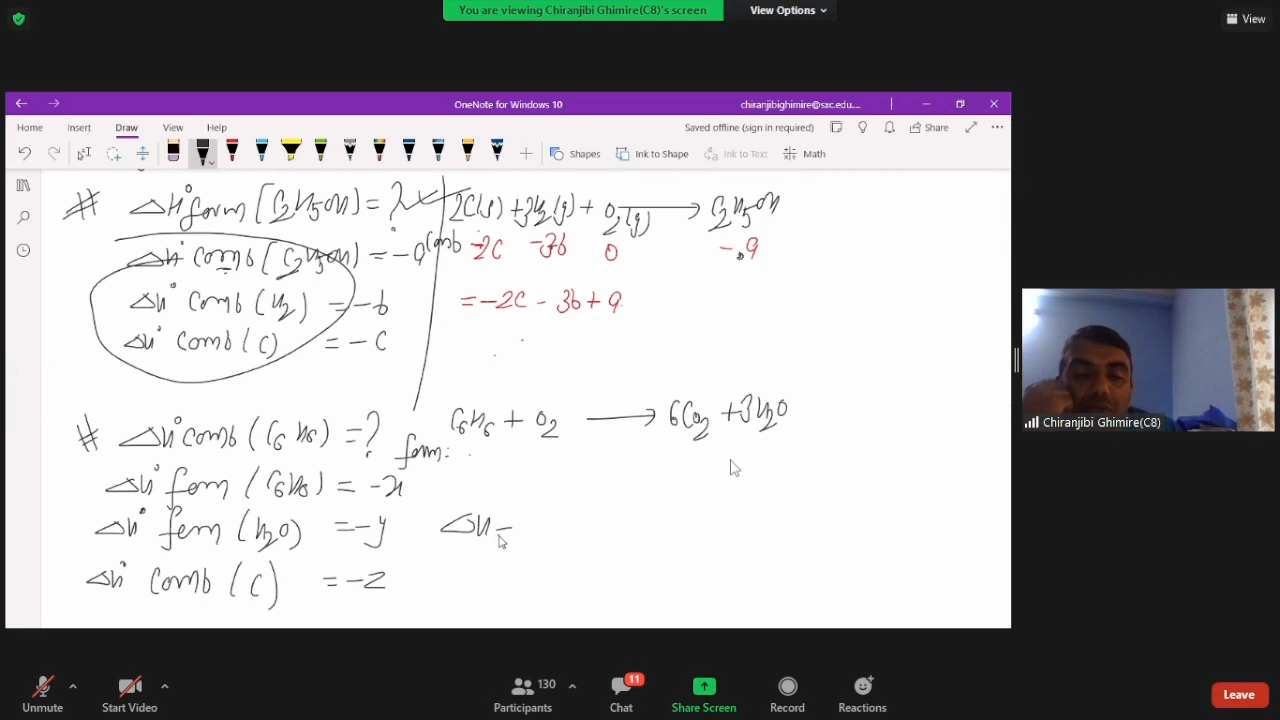 You are viewing Chiranjibi Ghimire(C8)'s screen
View Options
View
OneNote for Windows 10
chiranjibighimire@sxc.edu....
Home Insert Draw View Help
Saved offline (sign in required)
Share
Shapes
Ink to Shape
Ink to Text
Math
# ΔH° form [C2H5OH] = ?
2C(g) + 3H2(g) + O2(g) → C2H5OH
ΔH° comb [C2H5OH] = -a
comb -2C -3b 0 -a
ΔH° comb (H2) = -b
= -2C - 3b + a
ΔH° comb (C) = -C
# ΔH° comb (C6H6) = ?
C6H6 + O2 → 6CO2 + 3H2O
form:
ΔH° form (C6H6) = -x
ΔH° form (H2O) = -y
ΔH =
ΔH° comb (C) = -z
Chiranjibi Ghimire(C8)
Unmute
Start Video
130
Participants
11
Chat
Share Screen
Record
Reactions
Leave